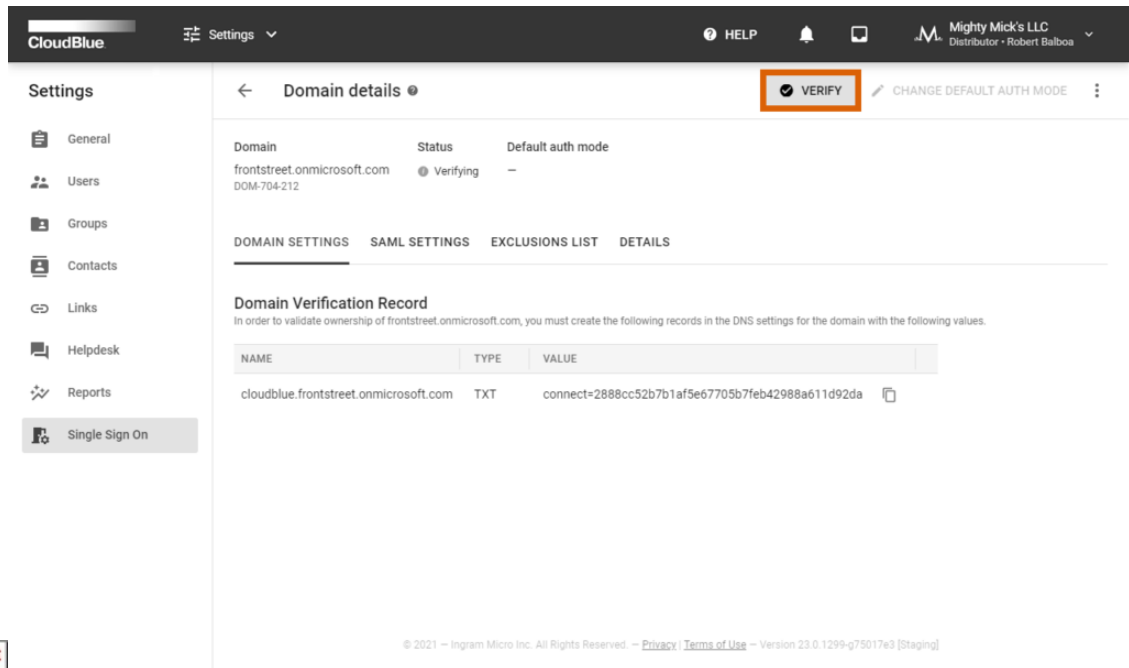 CloudBlue
Settings
HELP
Mighty Mick's LLC
Distributor • Robert Balboa
Settings
General
Users
Groups
Contacts
Links
Helpdesk
Reports
Single Sign On
Domain details
VERIFY
CHANGE DEFAULT AUTH MODE
Domain Status Default auth mode
frontstreet.onmicrosoft.com Verifying —
DOM-704-212
DOMAIN SETTINGS SAML SETTINGS EXCLUSIONS LIST DETAILS
Domain Verification Record
In order to validate ownership of frontstreet.onmicrosoft.com, you must create the following records in the DNS settings for the domain with the following values.
NAME TYPE VALUE
cloudblue.frontstreet.onmicrosoft.com TXT connect=2888cc52b7b1af5e67705b7feb42988a611d92da
© 2021 — Ingram Micro Inc. All Rights Reserved. — Privacy | Terms of Use — Version 23.0.1299-g75017e3 [Staging]